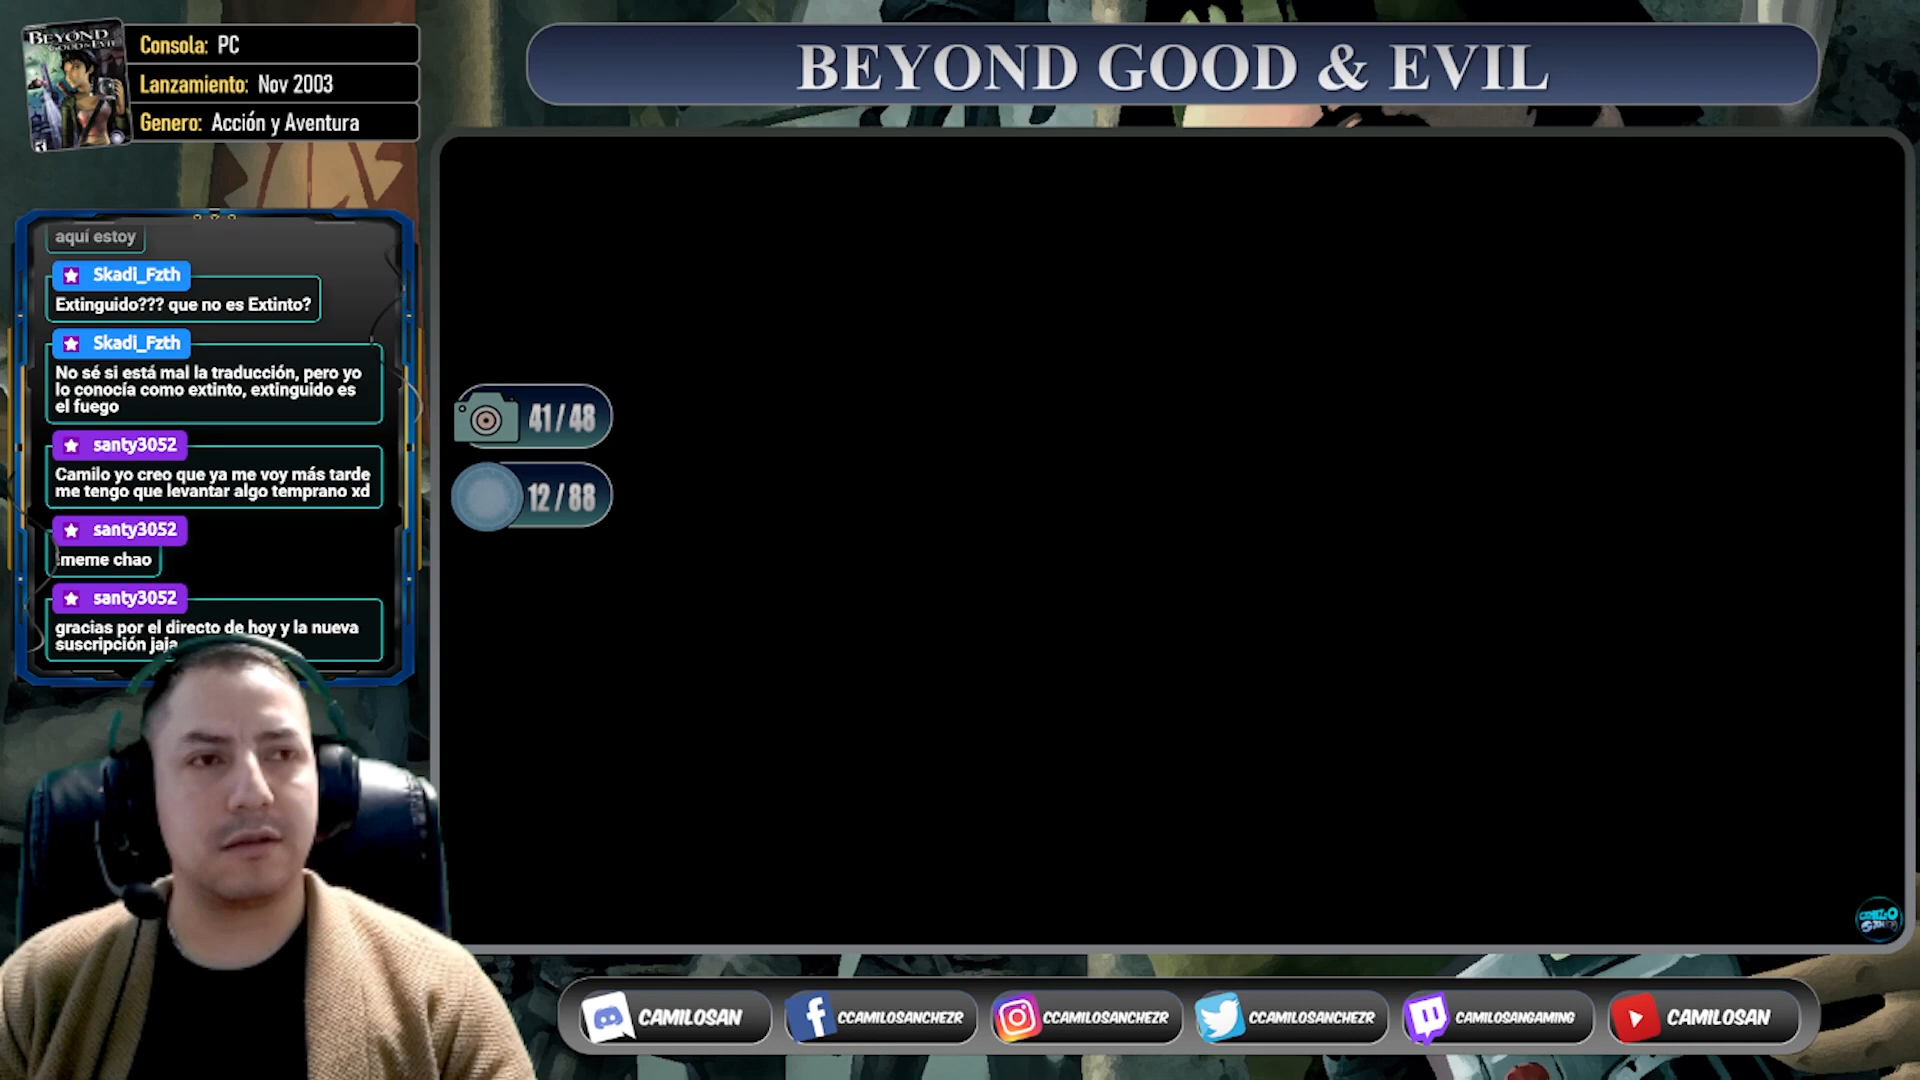 BEYOND
GOOD & EVIL
Consola: PC
Lanzamiento: Nov 2003
Genero: Acción y Aventura
BEYOND GOOD & EVIL
aquí estoy
Skadi_Fzth
Extinguido??? que no es Extinto?
Skadi_Fzth
No sé si está mal la traducción, pero yo
lo conocía como extinto, extinguido es
el fuego
santy3052
Camilo yo creo que ya me voy más tarde
me tengo que levantar algo temprano xd
santy3052
!meme chao
santy3052
gracias por el directo de hoy y la nueva
suscripción jaja
41/48
12/88
CAMILOSAN
CCAMILOSANCHEZR
CCAMILOSANCHEZR
CCAMILOSANCHEZR
CAMILOSANGAMING
CAMILOSAN